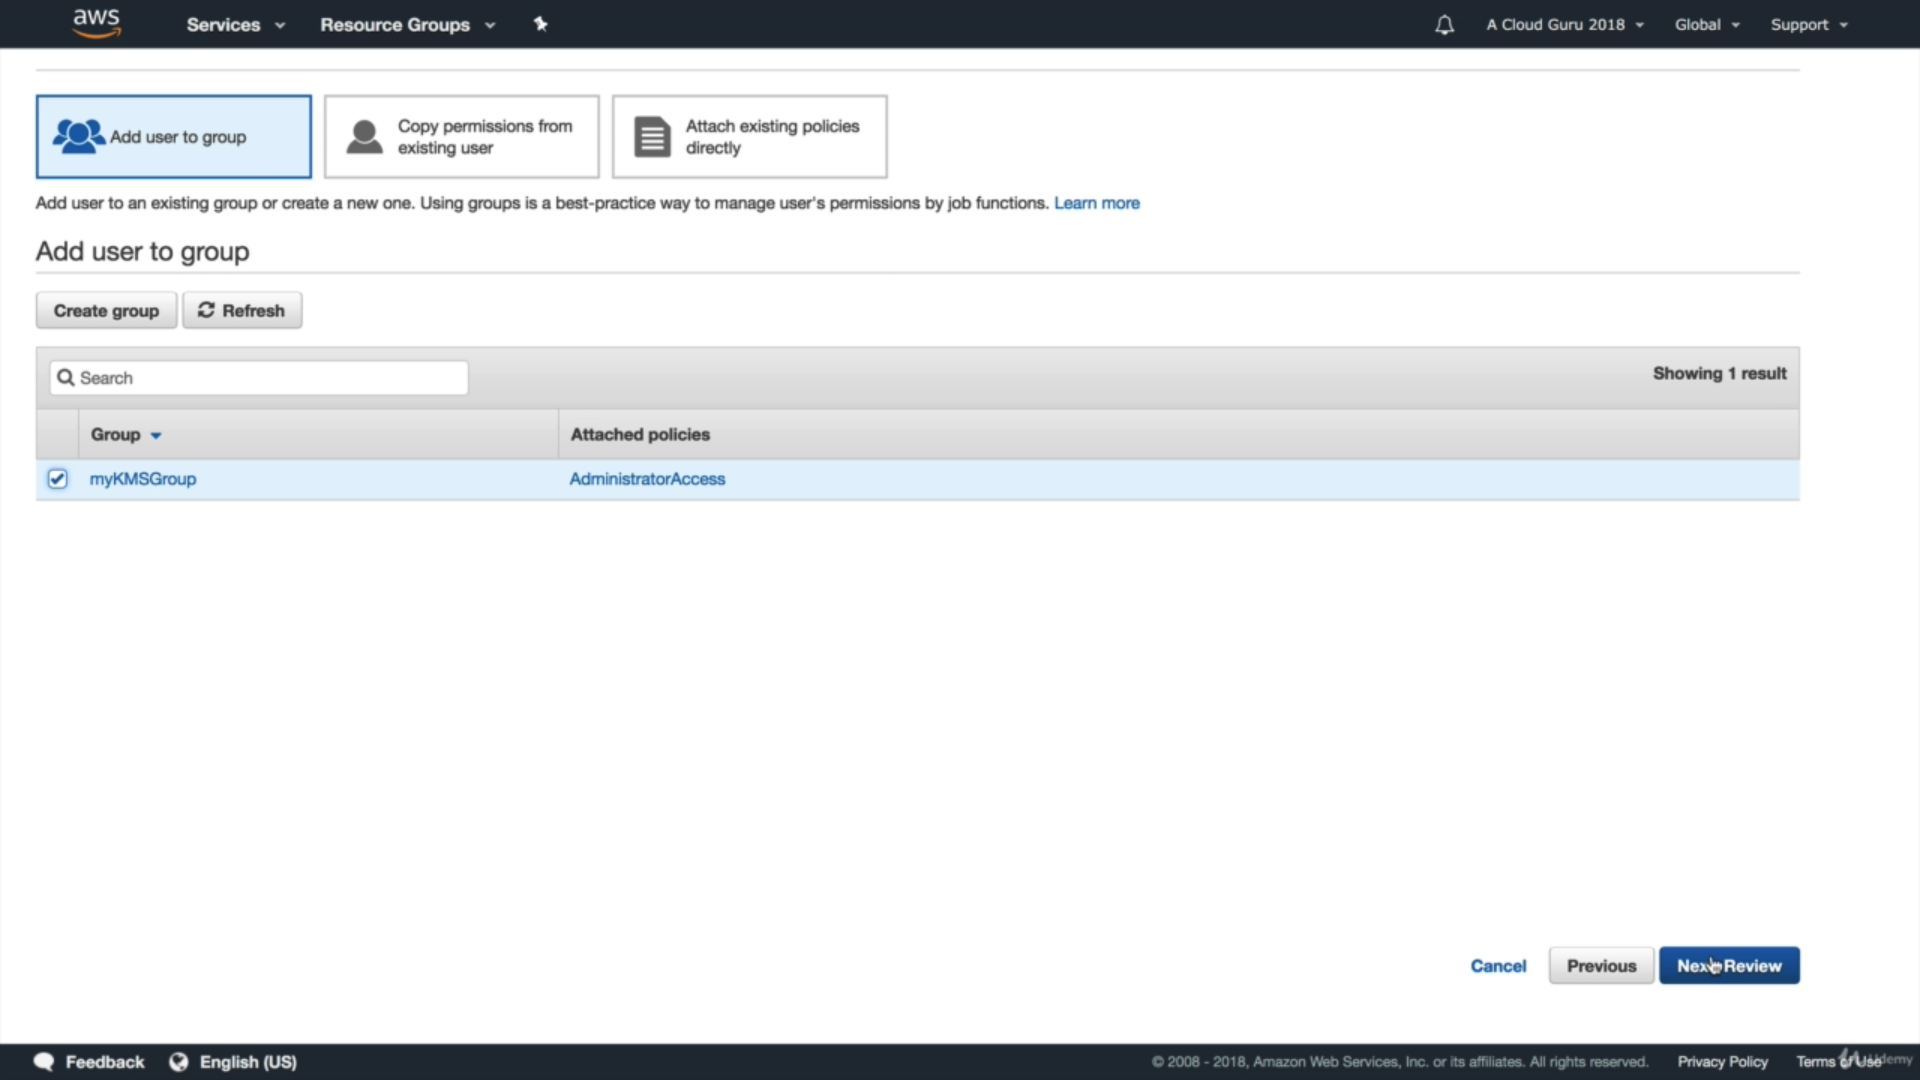 aws Services Resource Groups A Cloud Guru 2018 Global Support
Add user to group
Copy permissions from
existing user
Attach existing policies
directly
Add user to an existing group or create a new one. Using groups is a best-practice way to manage user's permissions by job functions. Learn more
Add user to group
Create group Refresh
Search
Showing 1 result
Group Attached policies
myKMSGroup AdministratorAccess
Cancel Previous Next: Review
Feedback English (US) © 2008 - 2018, Amazon Web Services, Inc. or its affiliates. All rights reserved. Privacy Policy Terms of Use